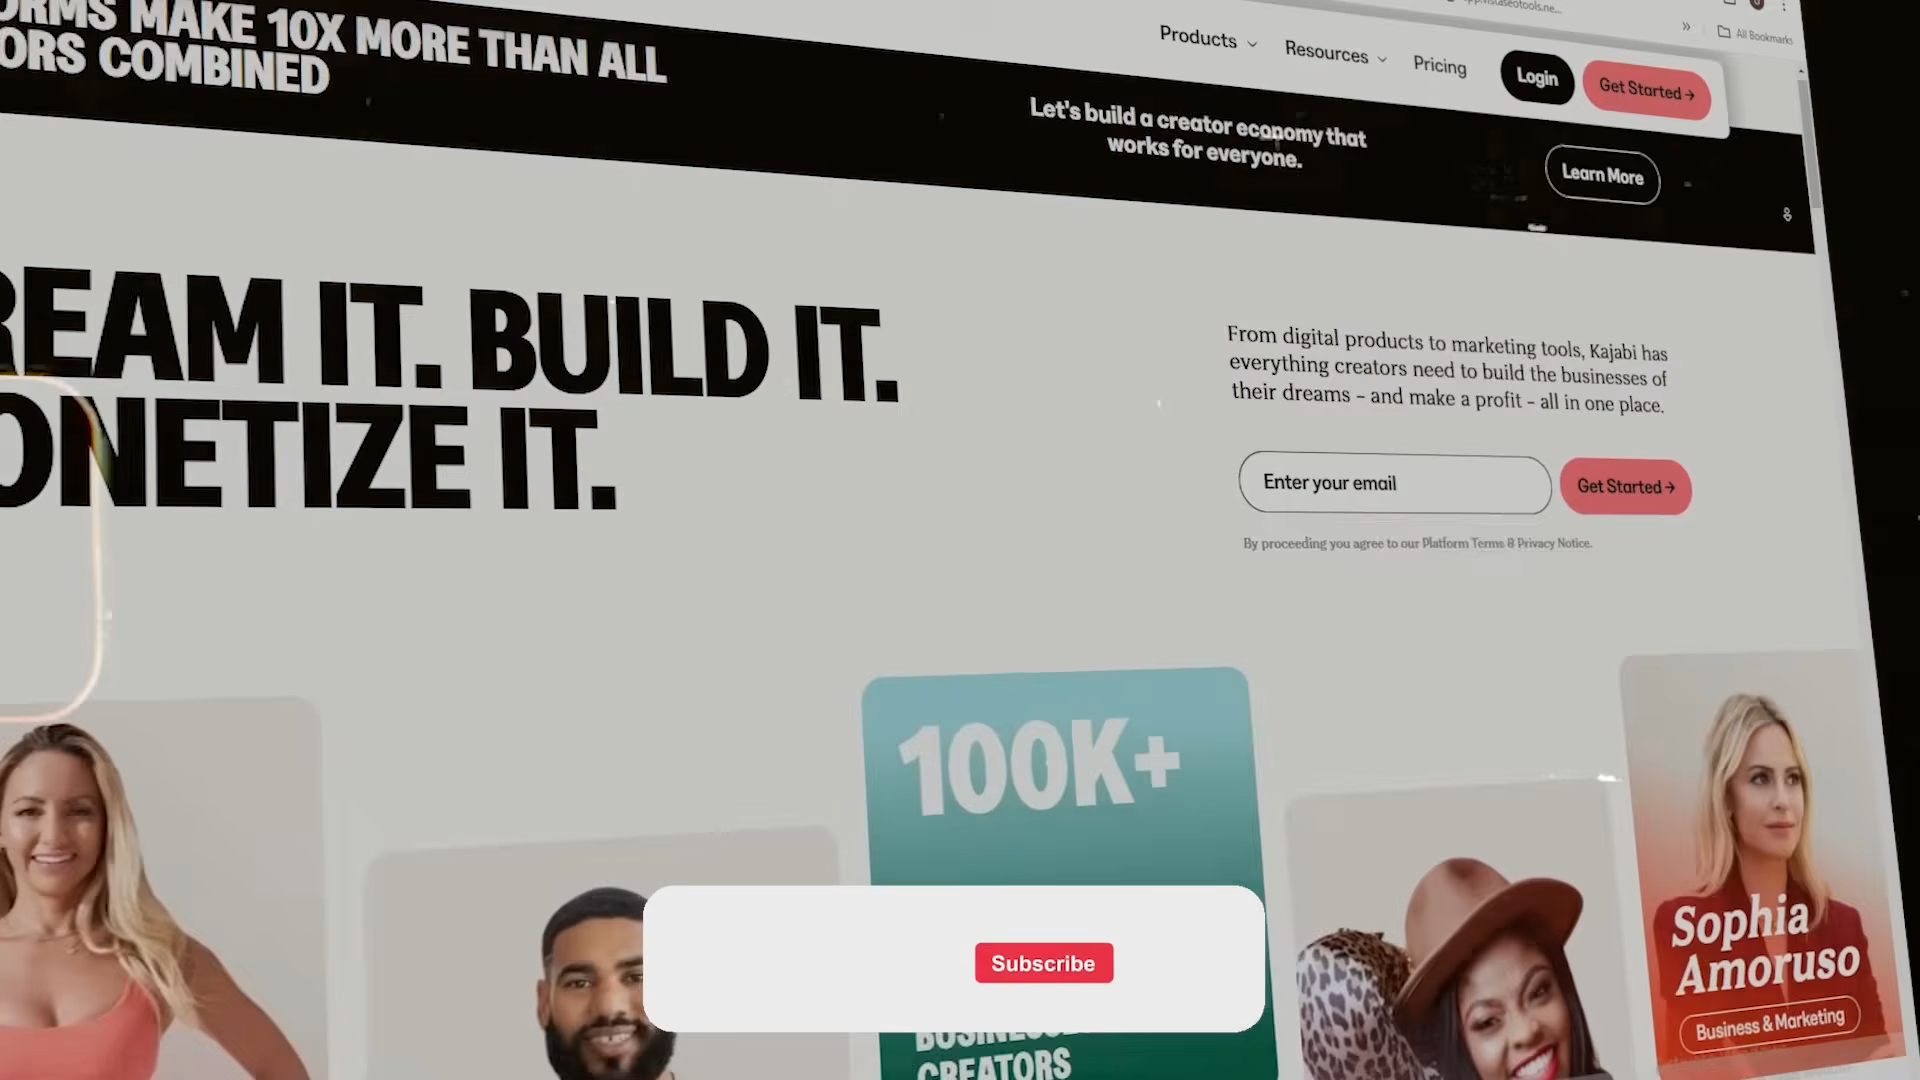 ORMS MAKE 10X MORE THAN ALL
ORS COMBINED
Products
Resources
Pricing
Login
Get Started →
All Bookmarks
Let's build a creator economy that
works for everyone.
Learn More
REAM IT. BUILD IT.
ONETIZE IT.
From digital products to marketing tools, Kajabi has
everything creators need to build the businesses of
their dreams – and make a profit – all in one place.
Enter your email
Get Started →
By proceeding you agree to our Platform Terms & Privacy Notice.
100K+
CREATORS
Subscribe
Sophia
Amoruso
Business & Marketing